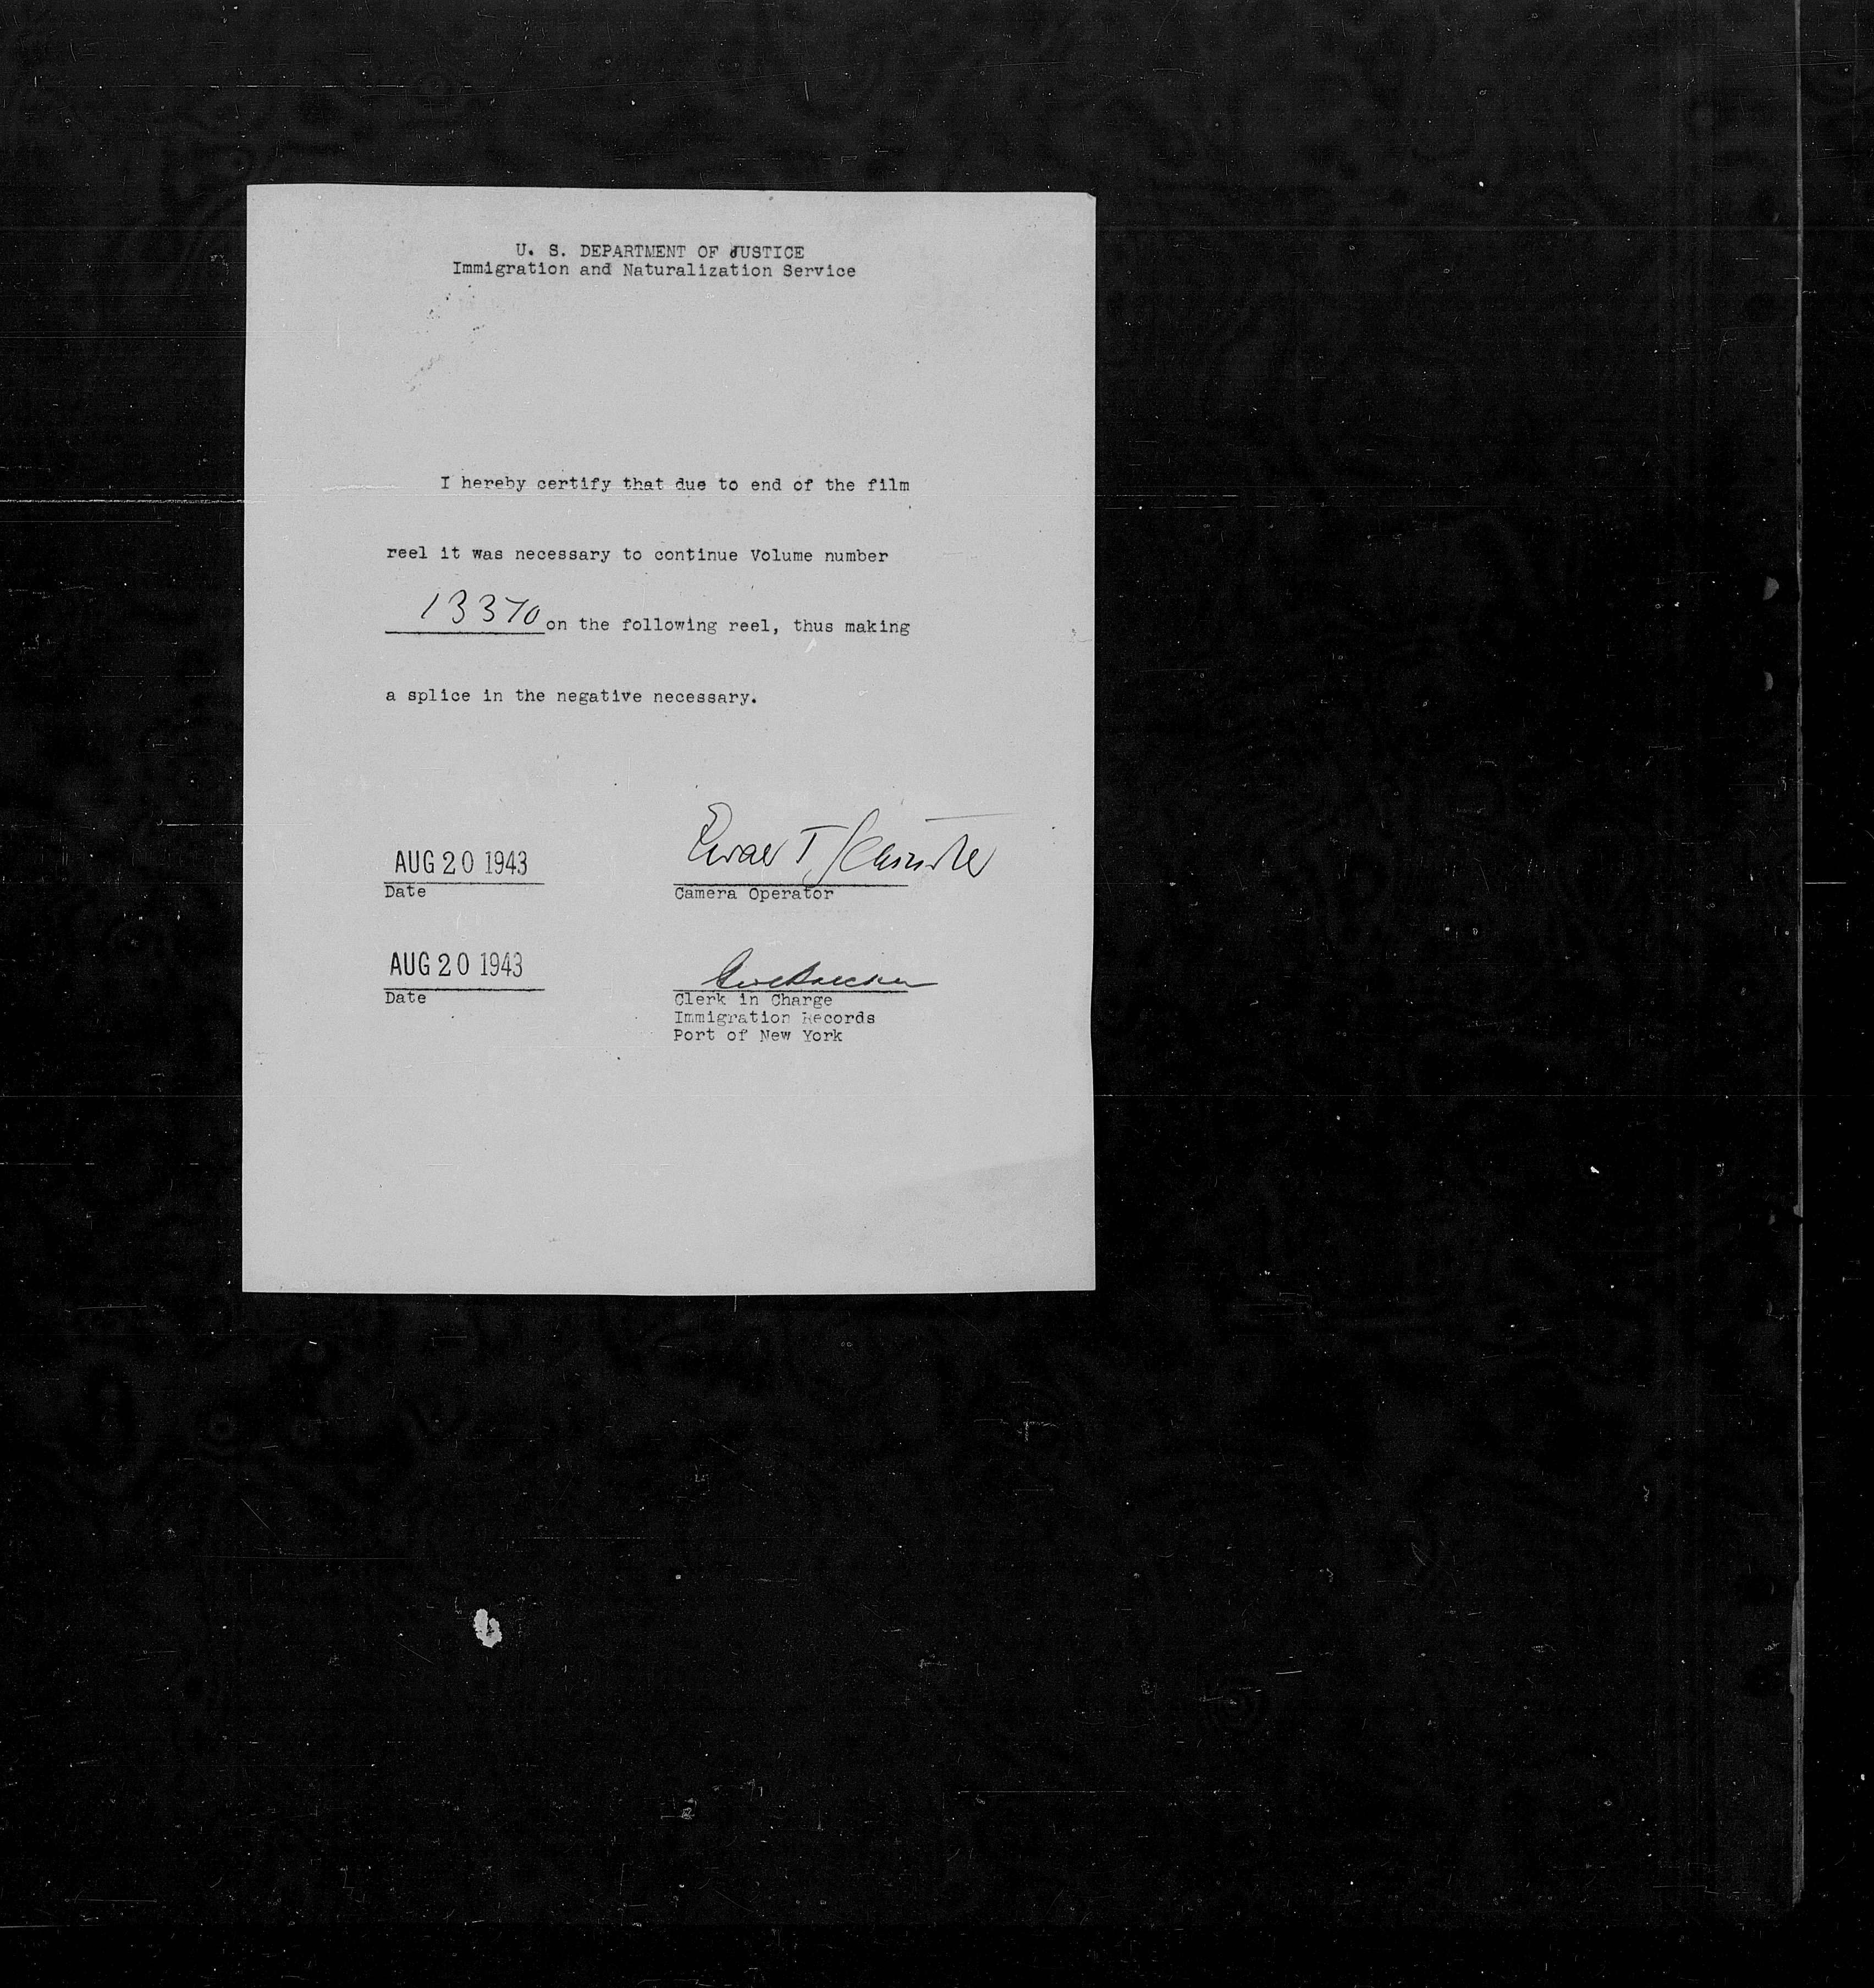 U. S. DEPARTMENT OF JUSTICE
Immigration and Naturalization Service
I hereby certify that due to end of the film
reel it was necessary to continue Volume number
13370 on the following reel, thus making
a splice in the negative necessary.
AUG 20 1943
Date
Camera Operator
AUG 20 1943
Date
Clerk in Charge
Immigration Records
Port of New York